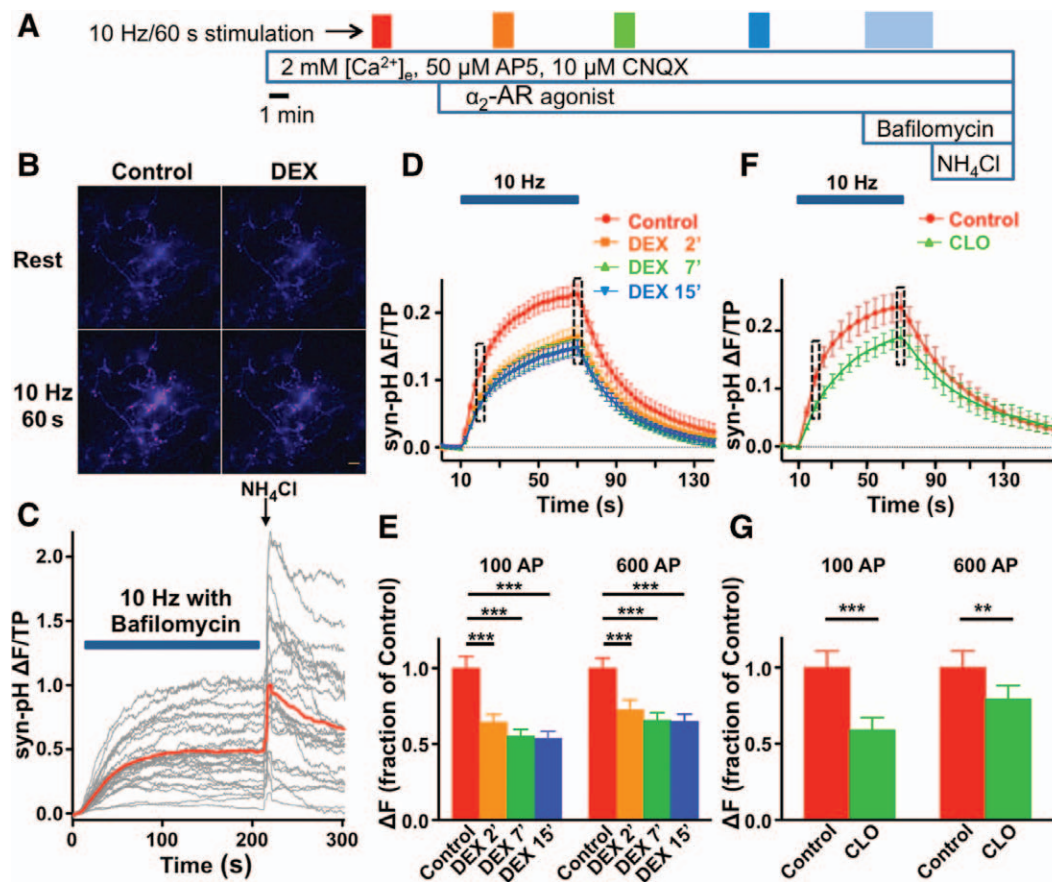 A
10 Hz/60 s stimulation
2 mM [Ca²⁺]ₑ, 50 µM AP5, 10 µM CNQX
1 min
α₂-AR agonist
Bafilomycin
NH₄Cl
B
Control DEX
Rest
10 Hz
60 s
C
NH₄Cl
syn-pH ΔF/TP
2.0
1.5
1.0
0.5
0.0
10 Hz with
Bafilomycin
0 100 200 300
Time (s)
D
10 Hz
Control
DEX 2'
DEX 7'
DEX 15'
syn-pH ΔF/TP
0.2
0.1
0.0
10 50 90 130
Time (s)
E
100 AP 600 AP
*** ***
*** ***
*** ***
ΔF (fraction of Control)
1.0
0.5
0.0
Control DEX 2' DEX 7' DEX 15' Control DEX 2' DEX 7' DEX 15'
F
10 Hz
Control
CLO
syn-pH ΔF/TP
0.2
0.1
0.0
10 50 90 130
Time (s)
G
100 AP 600 AP
*** **
ΔF (fraction of Control)
1.0
0.5
0.0
Control CLO Control CLO